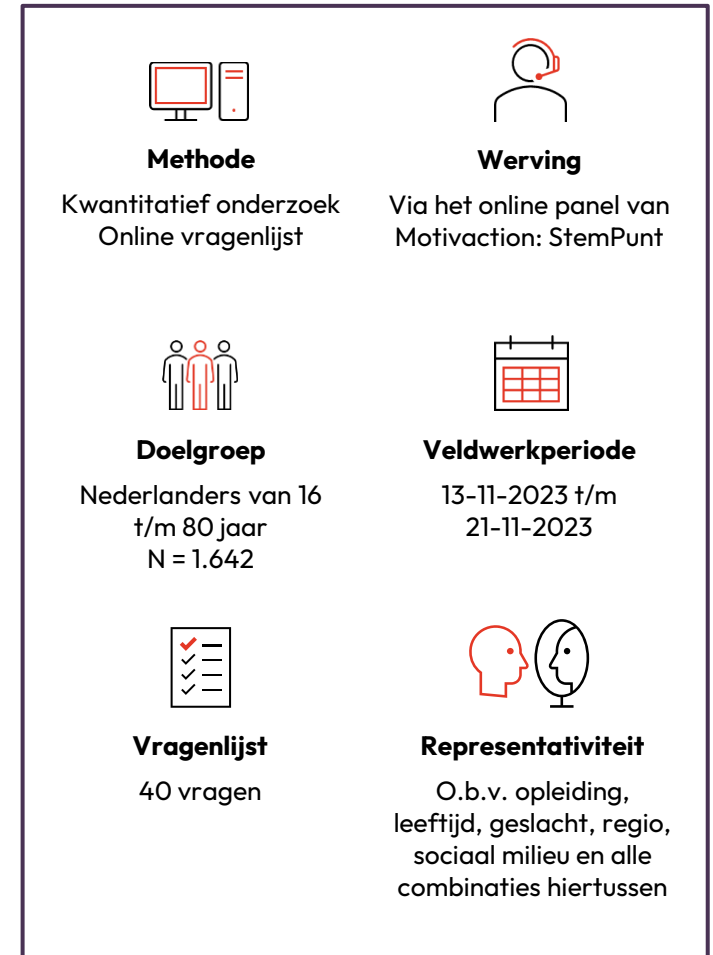 Methode
Kwantitatief onderzoek
Online vragenlijst
Werving
Via het online panel van
Motivaction: StemPunt
Doelgroep
Nederlanders van 16
t/m 80 jaar
N = 1.642
Veldwerkperiode
13-11-2023 t/m
21-11-2023
Vragenlijst
40 vragen
Representativiteit
O.b.v. opleiding,
leeftijd, geslacht, regio,
sociaal milieu en alle
combinaties hiertussen